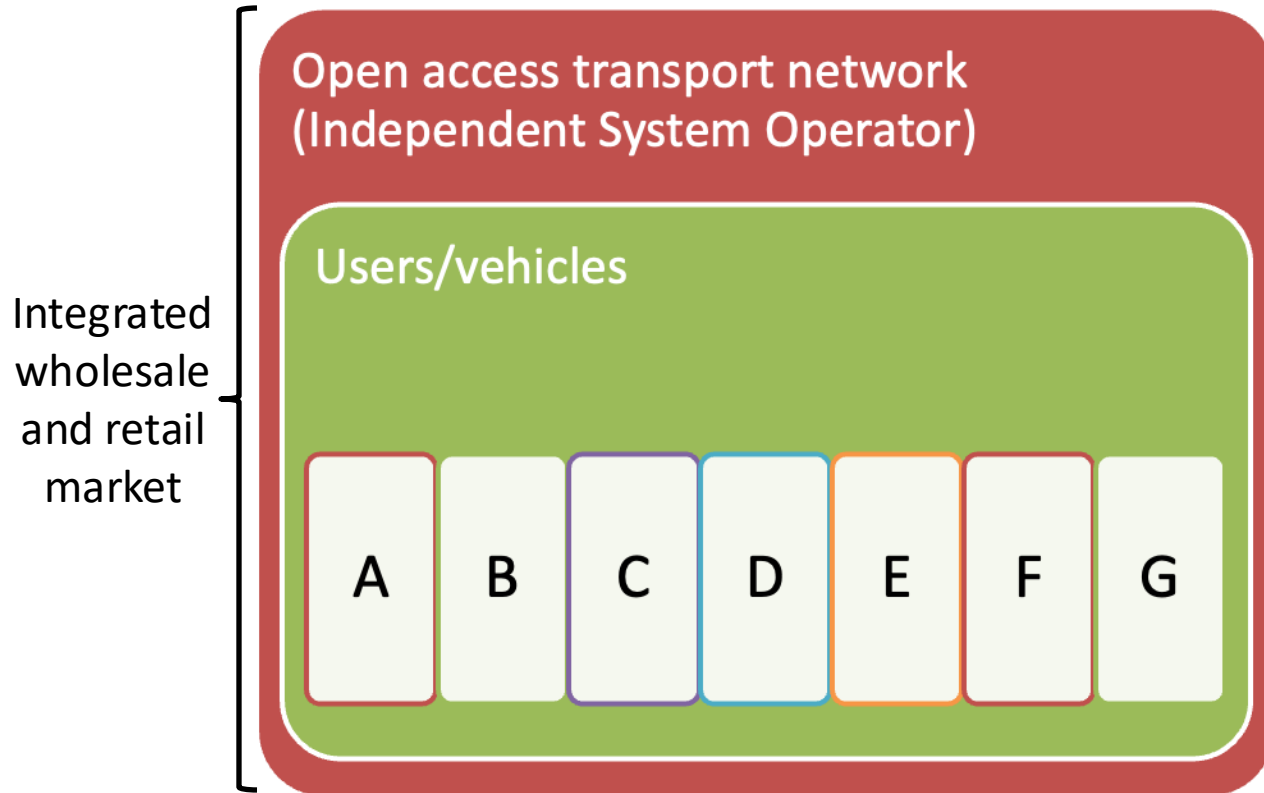 Open access transport network
(Independent System Operator)
Users/vehicles
Integrated
wholesale
and retail
market
A
B
C
D
E
F
G